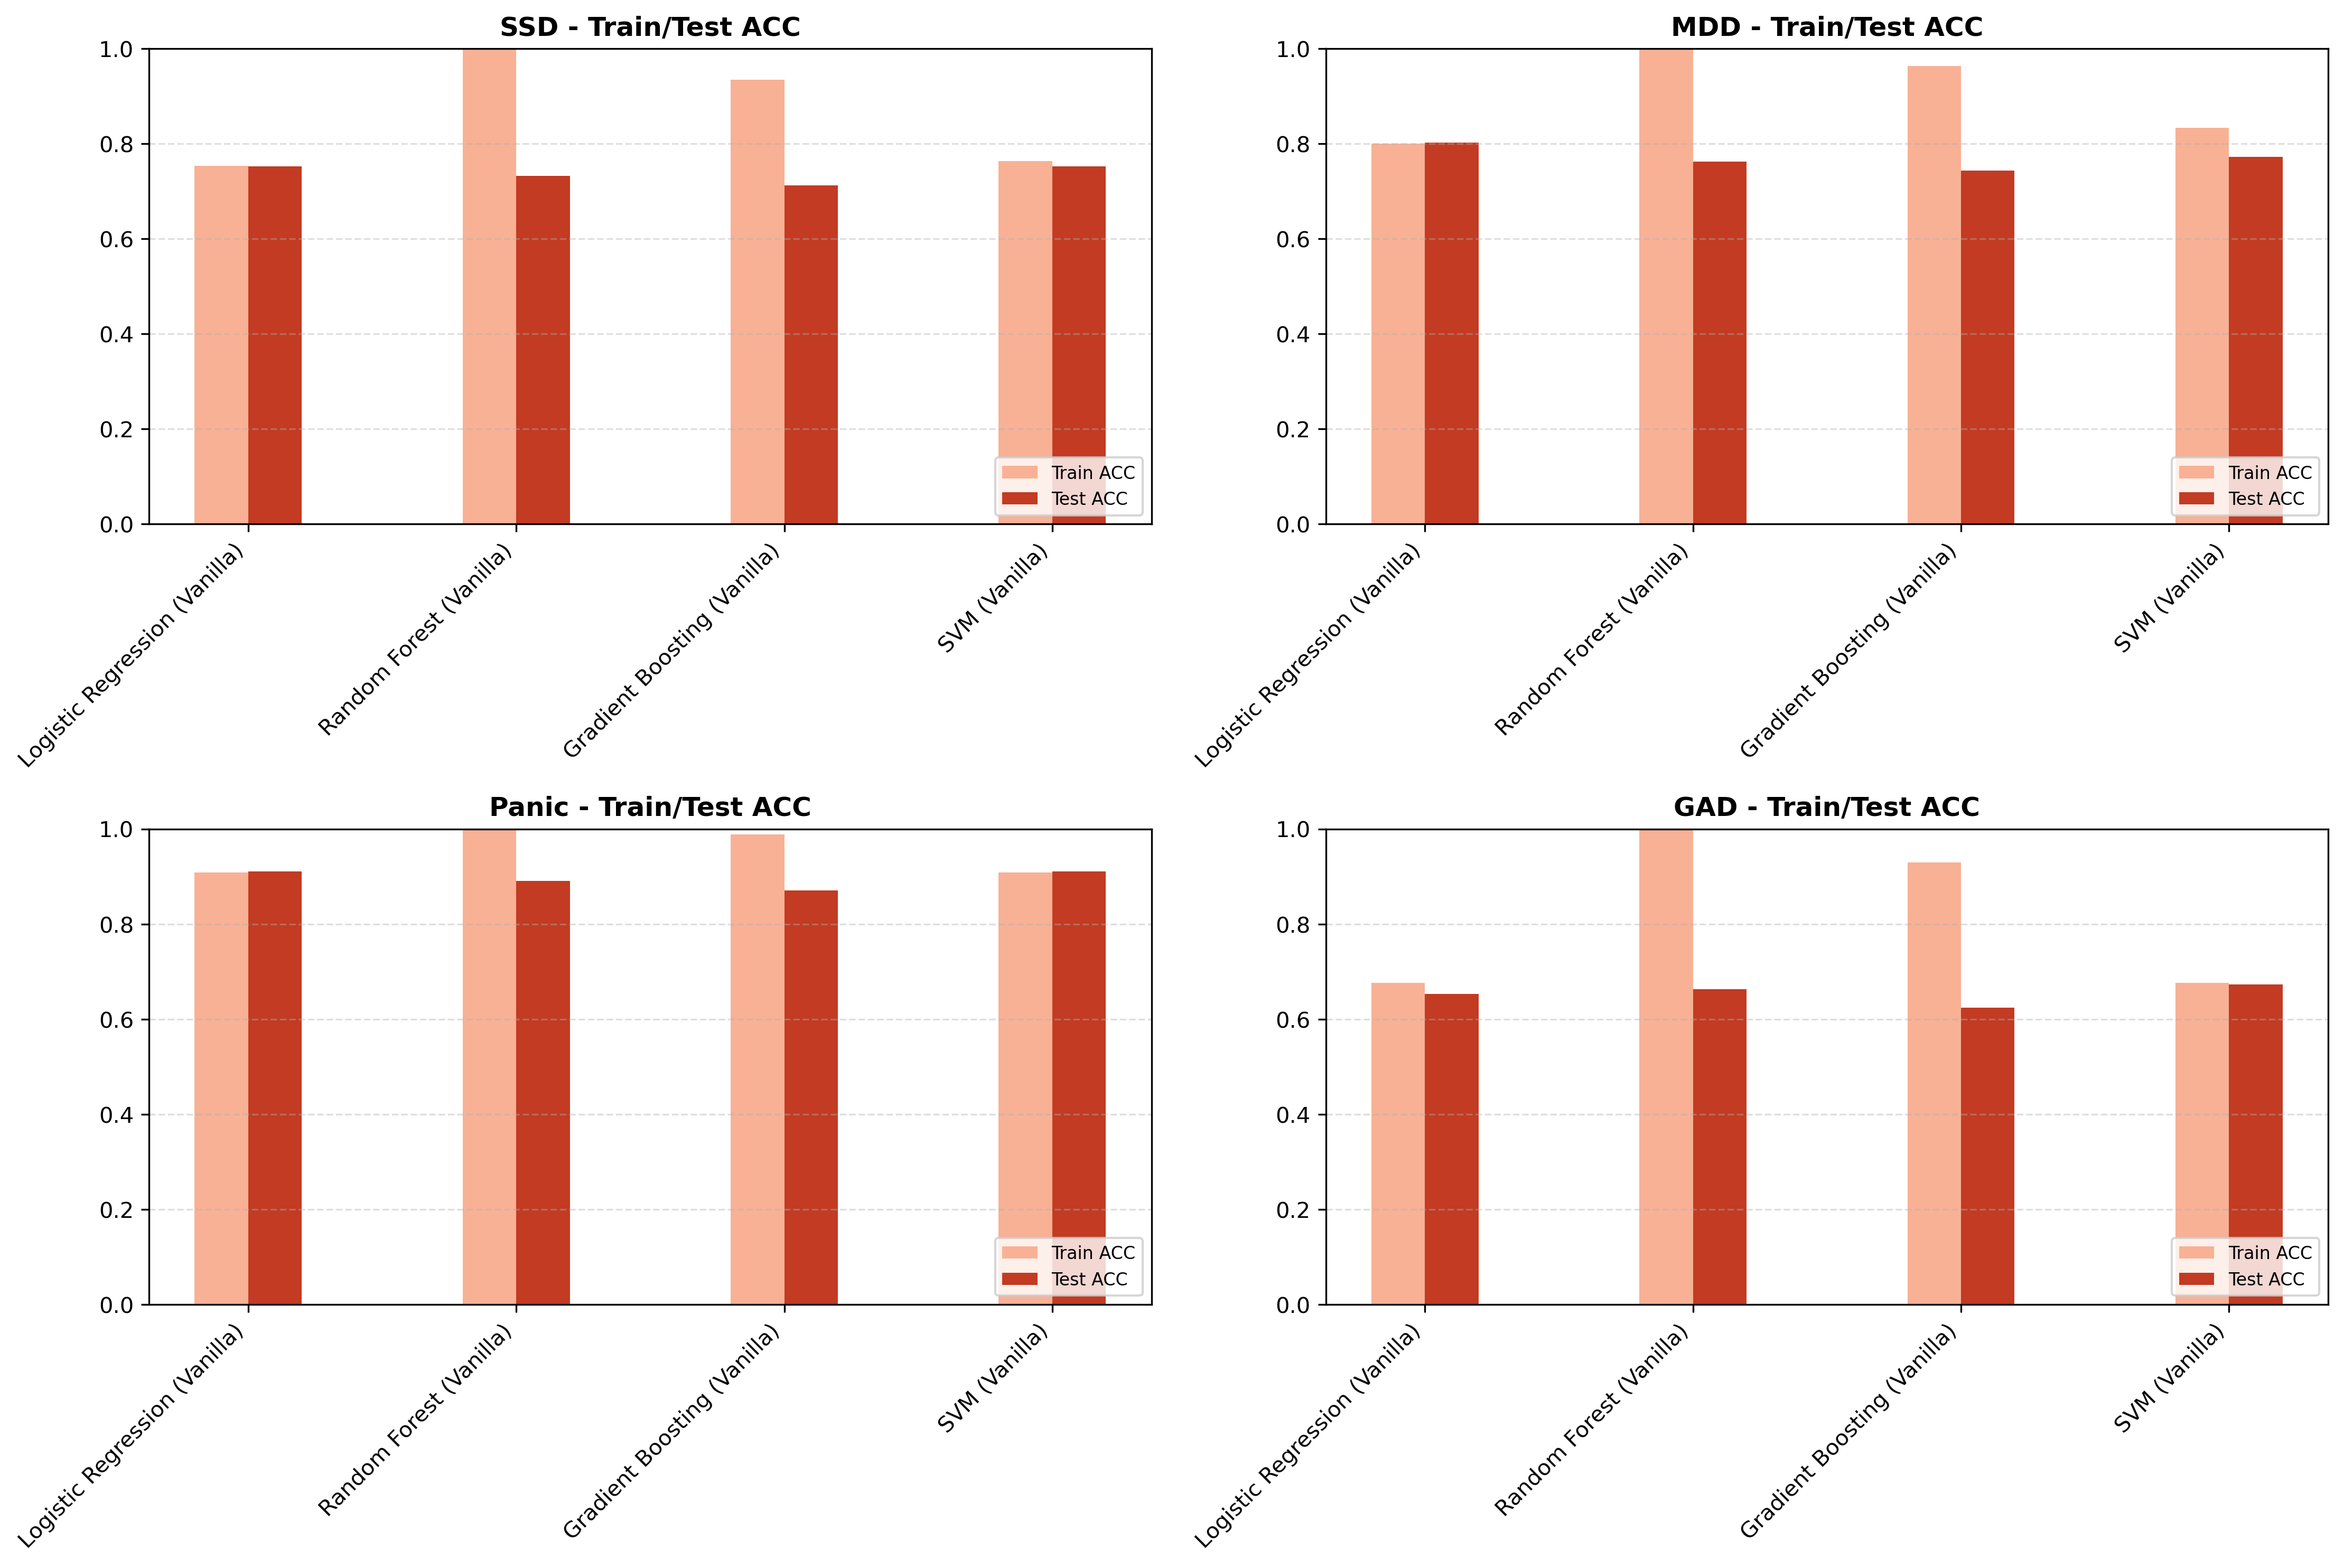 SSD - Train/Test ACC
1.0
0.8
0.6
0.4
0.2
0.0
Train ACC
Test ACC
Logistic Regression (Vanilla)
Random Forest (Vanilla)
Gradient Boosting (Vanilla)
SVM (Vanilla)
MDD - Train/Test ACC
1.0
0.8
0.6
0.4
0.2
0.0
Train ACC
Test ACC
Logistic Regression (Vanilla)
Random Forest (Vanilla)
Gradient Boosting (Vanilla)
SVM (Vanilla)
Panic - Train/Test ACC
1.0
0.8
0.6
0.4
0.2
0.0
Train ACC
Test ACC
Logistic Regression (Vanilla)
Random Forest (Vanilla)
Gradient Boosting (Vanilla)
SVM (Vanilla)
GAD - Train/Test ACC
1.0
0.8
0.6
0.4
0.2
0.0
Train ACC
Test ACC
Logistic Regression (Vanilla)
Random Forest (Vanilla)
Gradient Boosting (Vanilla)
SVM (Vanilla)